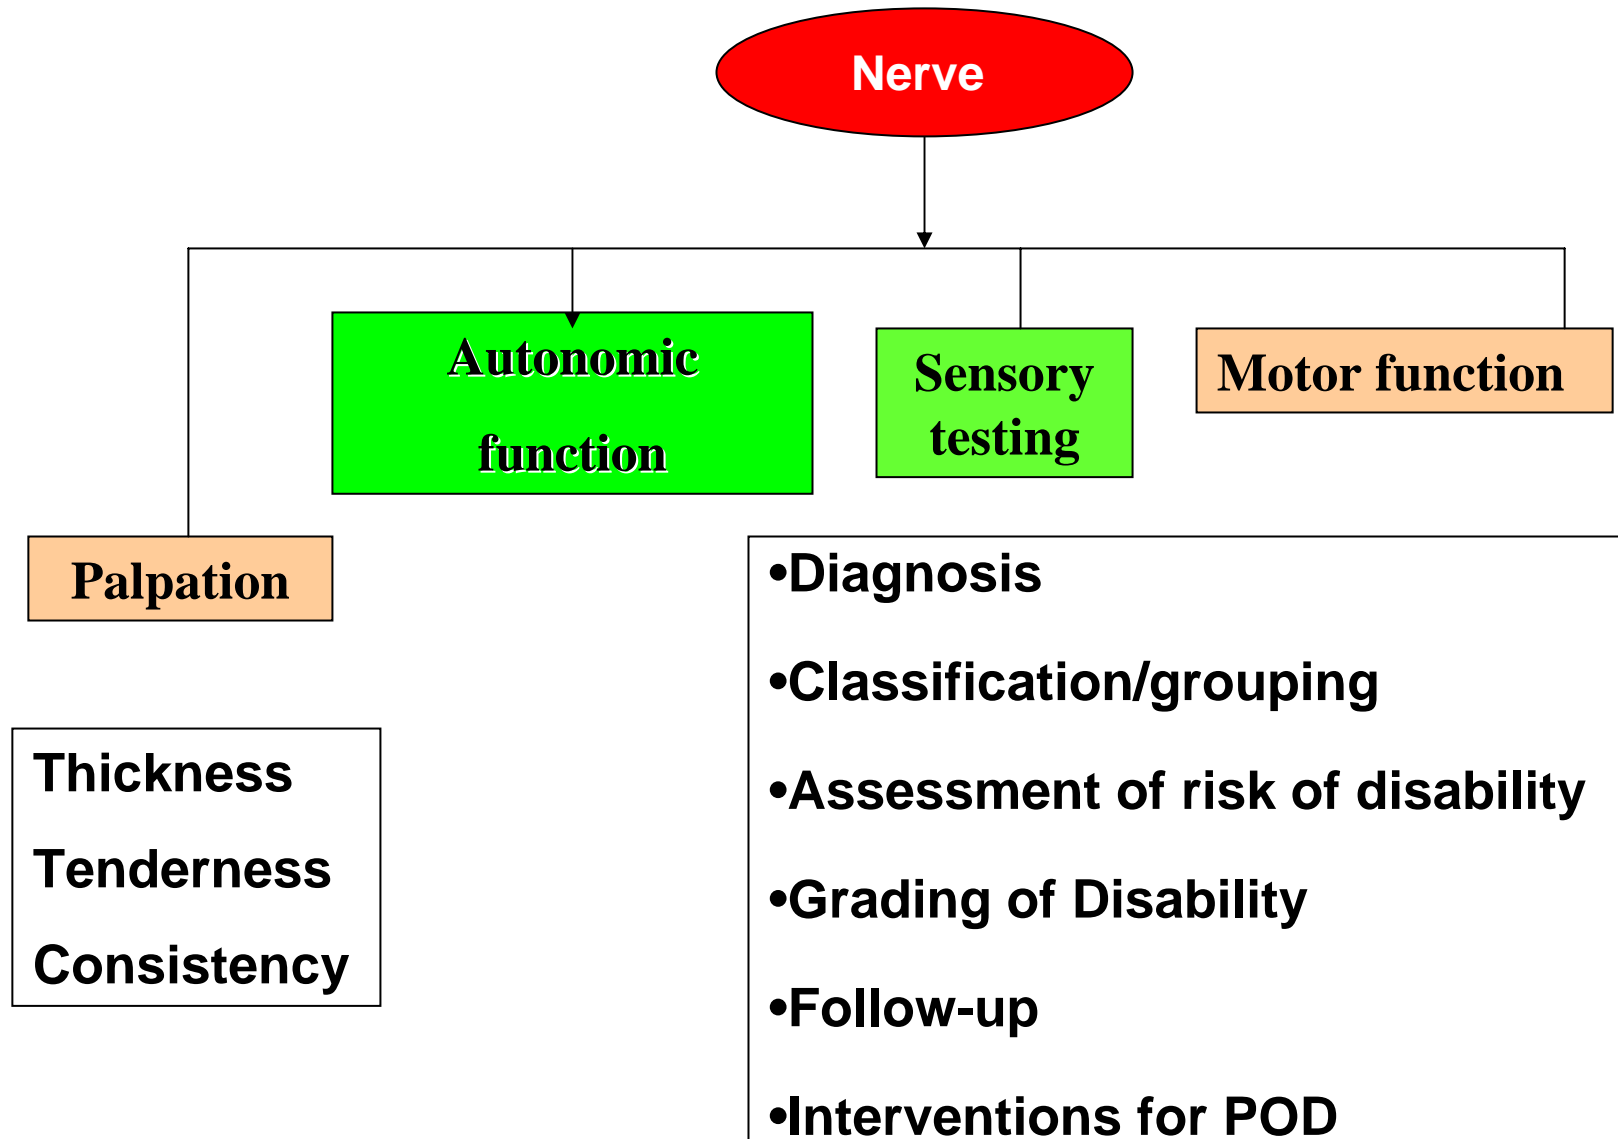 Nerve
Autonomic
function
Sensory
testing
Motor function
Palpation
Thickness
Tenderness
Consistency
•Diagnosis
•Classification/grouping
•Assessment of risk of disability
•Grading of Disability
•Follow-up
•Interventions for POD